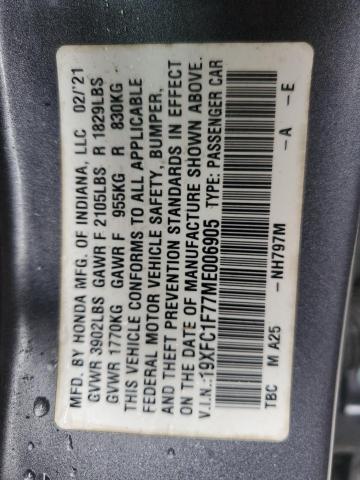 MFD. BY HONDA MFG. OF INDIANA, LLC 02/'21
GVWR 3902LBS GAWR F 2105LBS R 1829LBS
GVWR 1770KG GAWR F 955KG R 830KG
THIS VEHICLE CONFORMS TO ALL APPLICABLE
FEDERAL MOTOR VEHICLE SAFETY, BUMPER,
AND THEFT PREVENTION STANDARDS IN EFFECT
ON THE DATE OF MANUFACTURE SHOWN ABOVE.
V.I.N.:19XFC1F77ME006905 TYPE: PASSENGER CAR
TBC M A25 -NH797M -A -E